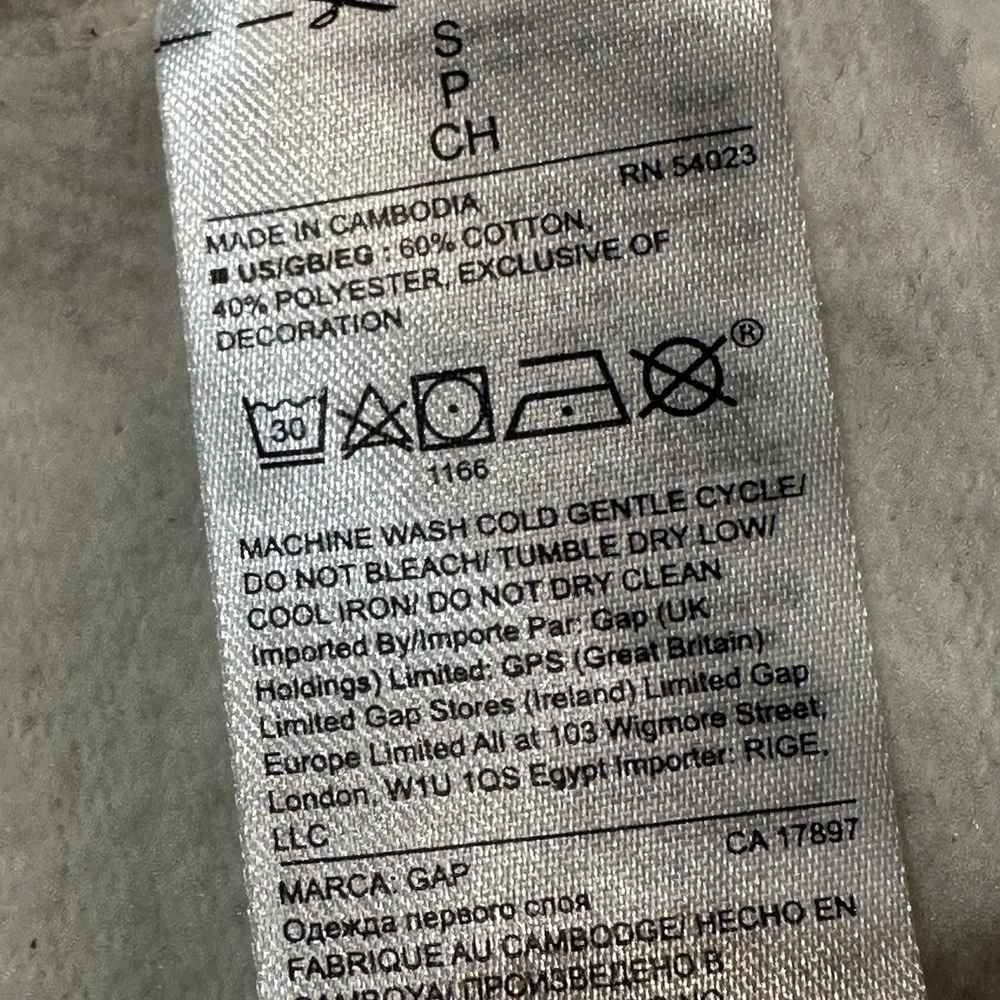 S
P
CH
RN 54023
MADE IN CAMBODIA
■ US/GB/EG : 60% COTTON,
40% POLYESTER, EXCLUSIVE OF
DECORATION
30
®
1166
MACHINE WASH COLD GENTLE CYCLE/
DO NOT BLEACH/ TUMBLE DRY LOW/
COOL IRON/ DO NOT DRY CLEAN
Imported By/Importe Par: Gap (UK
Holdings) Limited: GPS (Great Britain)
Limited Gap Stores (Ireland) Limited Gap
Europe Limited All at 103 Wigmore Street,
London, W1U 1QS Egypt Importer: RIGE,
LLC
CA 17897
MARCA: GAP
Одежда первого слоя
FABRIQUE AU CAMBODGE/ HECHO EN
CAMBOYA/ ПРОИЗВЕДЕНО В